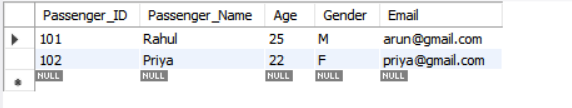 Passenger_ID Passenger_Name Age Gender Email
101 Rahul 25 M arun@gmail.com
102 Priya 22 F priya@gmail.com
NULL NULL NULL NULL NULL